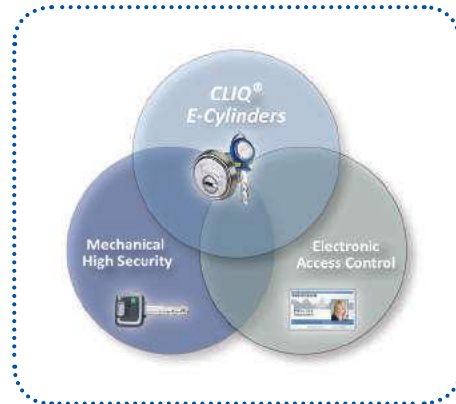 CLIQ®
E-Cylinders
Mechanical
High Security
Electronic
Access Control